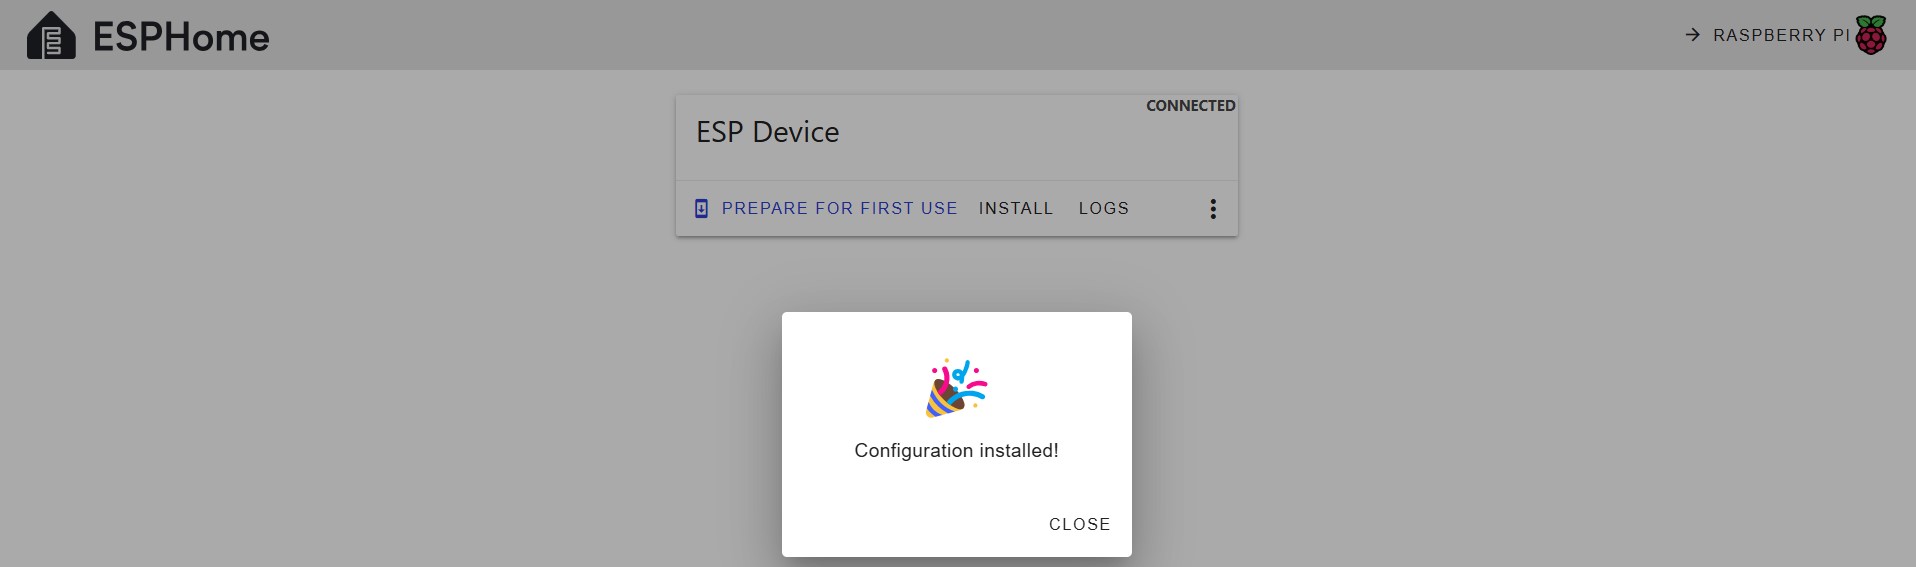 ESPHome
RASPBERRY PI
CONNECTED
ESP Device
PREPARE FOR FIRST USE INSTALL LOGS
Configuration installed!
CLOSE